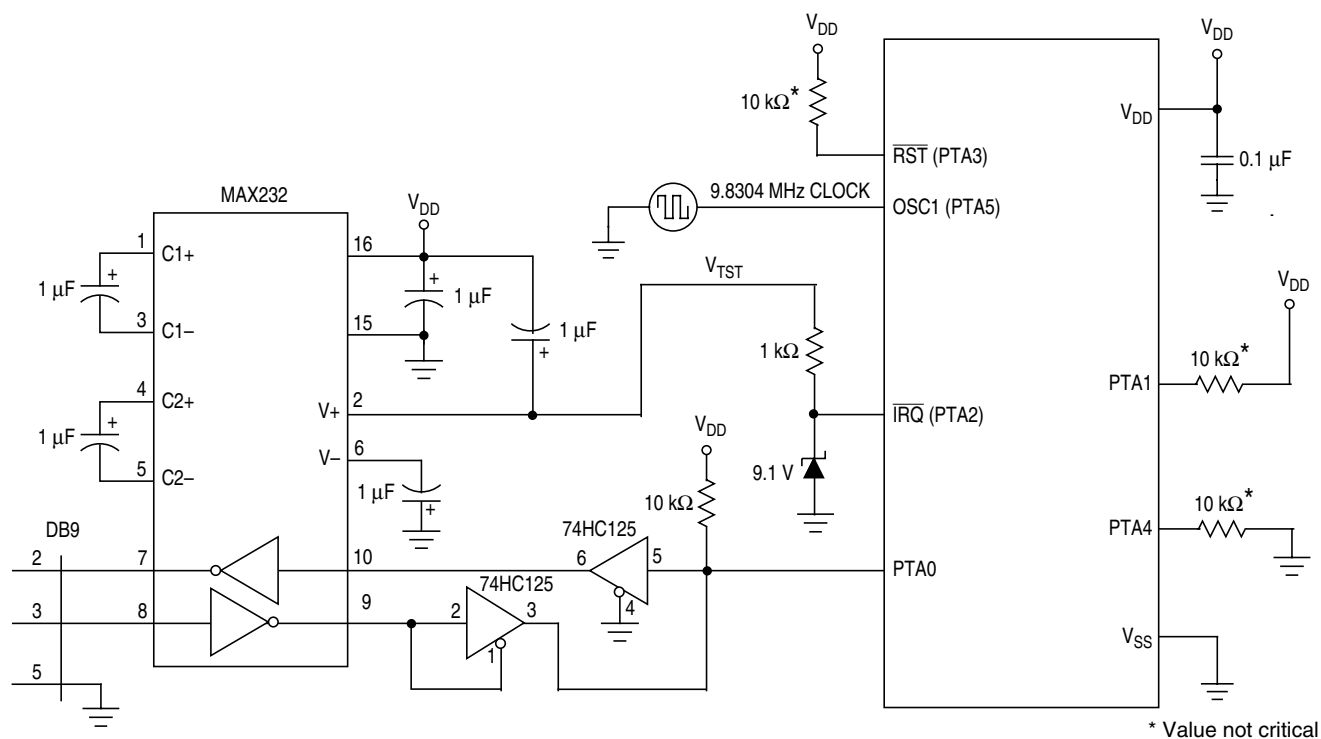 VDD
10 kΩ*
RST (PTA3)
9.8304 MHz CLOCK
OSC1 (PTA5)
VDD
VDD
0.1 µF
MAX232
VDD
1
C1+
16
1 µF
+
+
1 µF
3
C1–
15
1 µF
+
VTST
1 kΩ
VDD
10 kΩ*
PTA1
4
C2+
V+
2
IRQ (PTA2)
1 µF
+
V–
6
5
C2–
1 µF
+
VDD
10 kΩ
9.1 V
10 kΩ*
PTA4
DB9
74HC125
2
7
10
6
5
4
PTA0
74HC125
3
8
9
2
3
1
5
VSS
* Value not critical